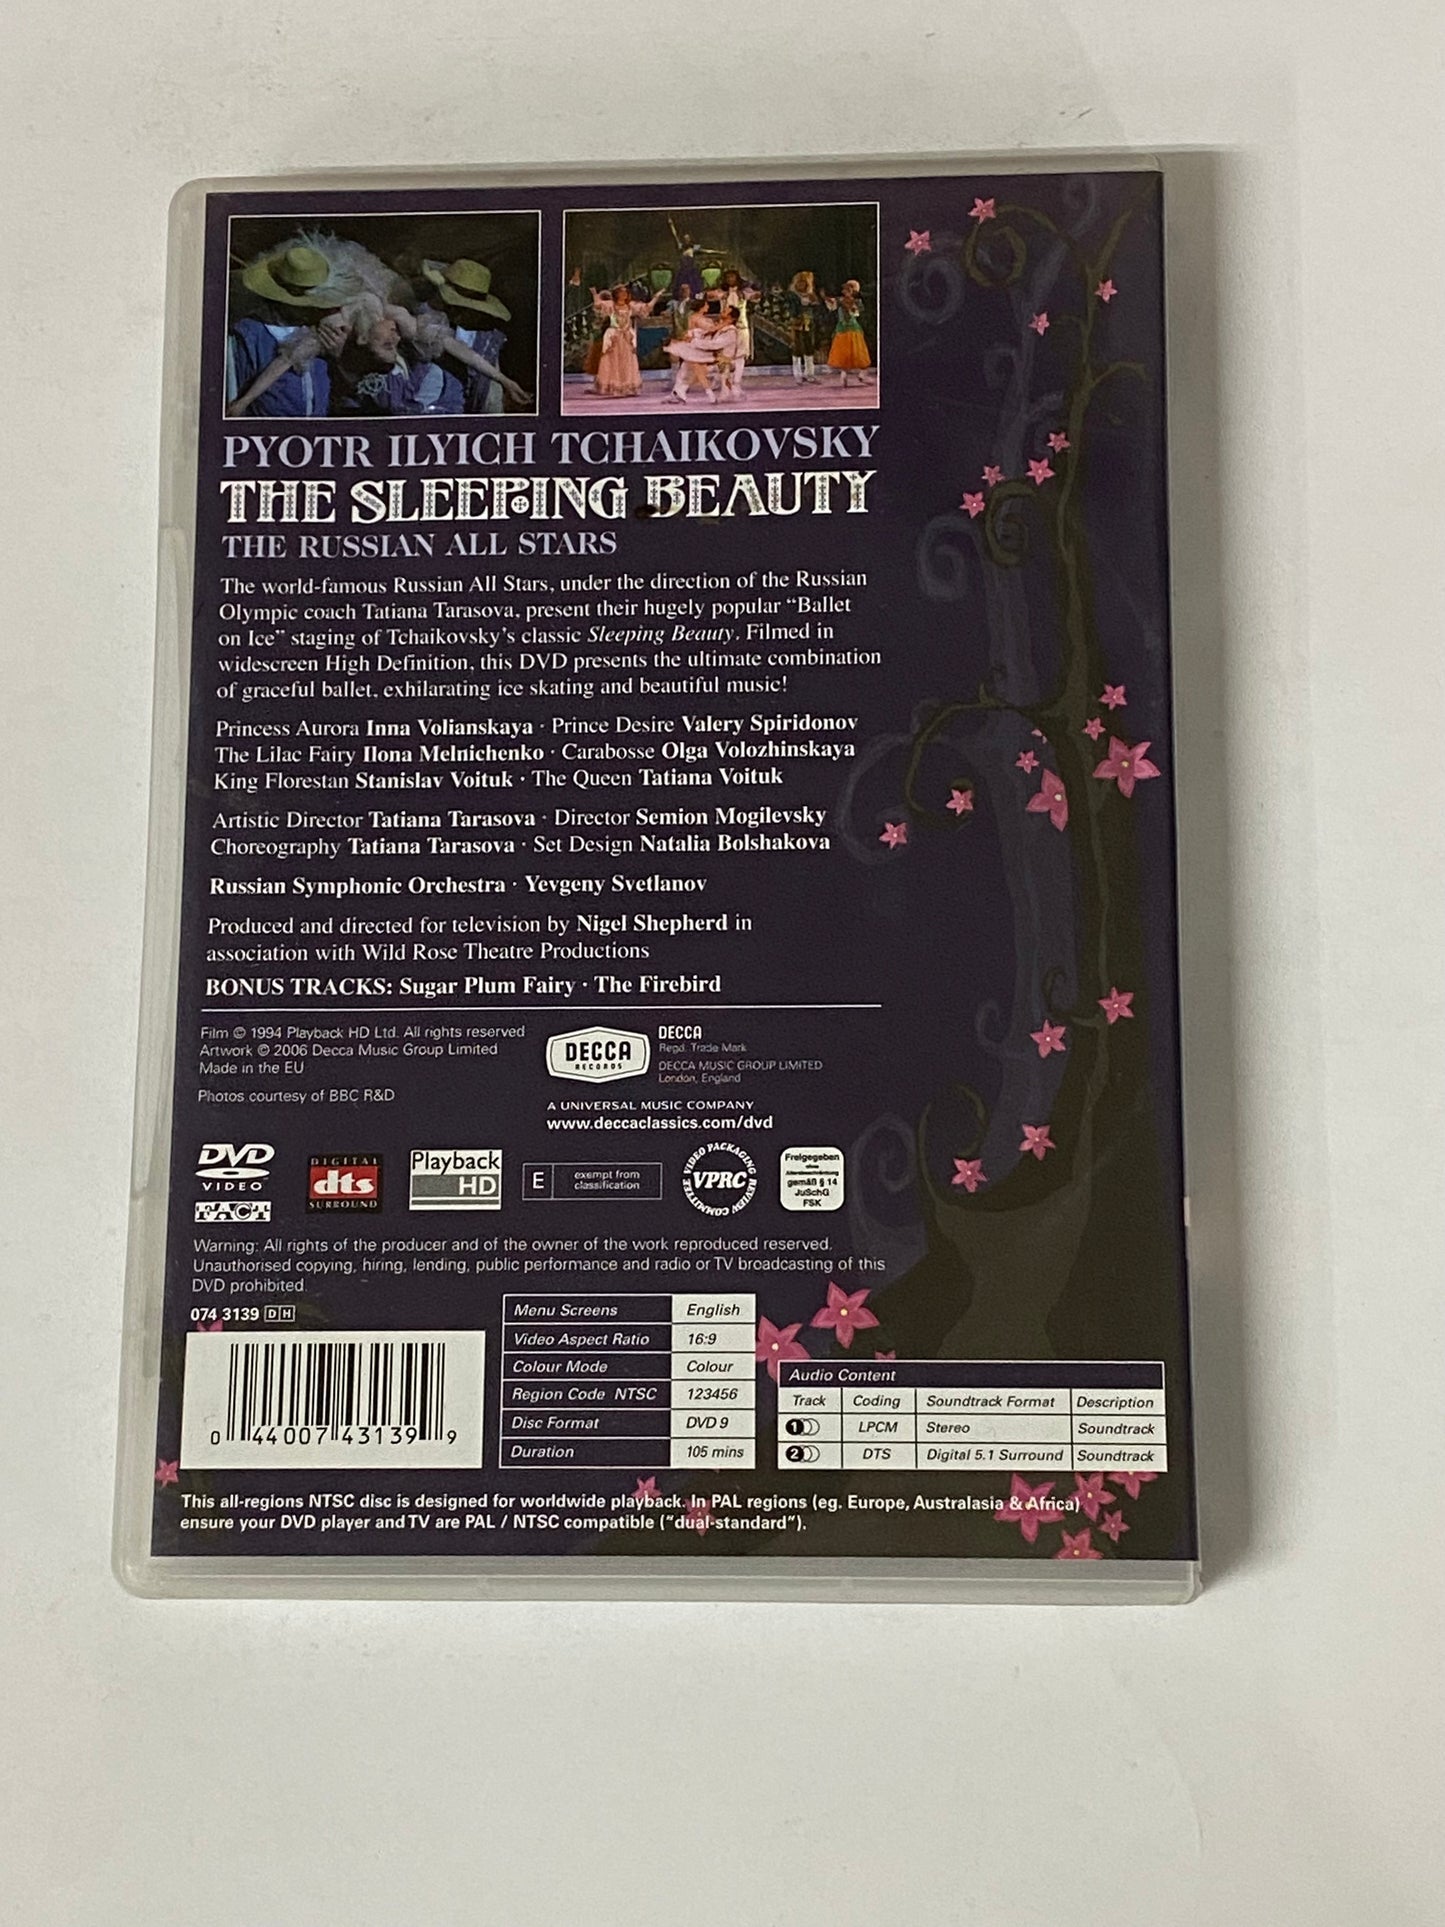 PYOTR ILYICH TCHAIKOVSKY
THE SLEEPING BEAUTY
THE RUSSIAN ALL STARS
The world-famous Russian All Stars, under the direction of the Russian
Olympic coach Tatiana Tarasova, present their hugely popular “Ballet
on Ice” staging of Tchaikovsky’s classic Sleeping Beauty. Filmed in
widescreen High Definition, this DVD presents the ultimate combination
of graceful ballet, exhilarating ice skating and beautiful music!
Princess Aurora Inna Volianskaya · Prince Desire Valery Spiridonov
The Lilac Fairy Ilona Melnichenko · Carabosse Olga Volozhinskaya
King Florestan Stanislav Voituk · The Queen Tatiana Voituk
Artistic Director Tatiana Tarasova · Director Semion Mogilevsky
Choreography Tatiana Tarasova · Set Design Natalia Bolshakova
Russian Symphonic Orchestra · Yevgeny Svetlanov
Produced and directed for television by Nigel Shepherd in
association with Wild Rose Theatre Productions
BONUS TRACKS: Sugar Plum Fairy · The Firebird
Film © 1994 Playback HD Ltd. All rights reserved
Artwork © 2006 Decca Music Group Limited
Made in the EU
Photos courtesy of BBC R&D
DECCA
RECORDS
DECCA
Regd. Trade Mark
DECCA MUSIC GROUP LIMITED
London, England
A UNIVERSAL MUSIC COMPANY
www.deccaclassics.com/dvd
DVD
VIDEO
FACT
DIGITAL
dts
SURROUND
Playback
HD
E exempt from
classification
VIDEO PACKAGING REVIEW COMMITTEE
VPRC
Freigegeben
ohne
Altersbeschränkung
gemäß § 14
JuSchG
FSK
Warning: All rights of the producer and of the owner of the work reproduced reserved.
Unauthorised copying, hiring, lending, public performance and radio or TV broadcasting of this
DVD prohibited.
074 3139 DH
0 44007 43139 9
Menu Screens English
Video Aspect Ratio 16:9
Colour Mode Colour
Region Code NTSC 123456
Disc Format DVD 9
Duration 105 mins
Audio Content
Track Coding Soundtrack Format Description
1 LPCM Stereo Soundtrack
2 DTS Digital 5.1 Surround Soundtrack
This all-regions NTSC disc is designed for worldwide playback. In PAL regions (eg. Europe, Australasia & Africa)
ensure your DVD player and TV are PAL / NTSC compatible (“dual-standard”).